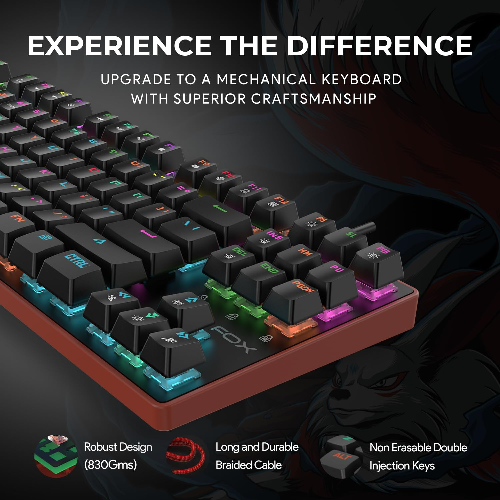 EXPERIENCE THE DIFFERENCE
UPGRADE TO A MECHANICAL KEYBOARD
WITH SUPERIOR CRAFTSMANSHIP
CTRL
FOX
Robust Design
(830Gms)
Long and Durable
Braided Cable
Non Erasable Double
Injection Keys